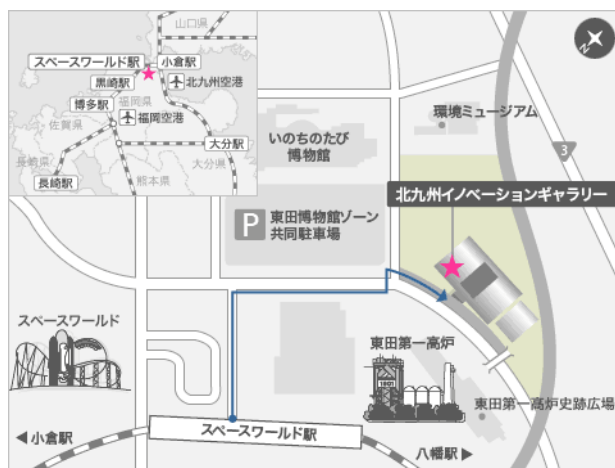 山口県
スペースワールド駅
小倉駅
黒崎駅
北九州空港
博多駅
福岡県
福岡空港
佐賀県
大分駅
長崎県
大分県
長崎駅
熊本県
N
環境ミュージアム
いのちのたび
博物館
3
北九州イノベーションギャラリー
P
東田博物館ゾーン
共同駐車場
スペースワールド
東田第一高炉
1901
東田第一高炉史跡広場
スペースワールド駅
小倉駅
八幡駅